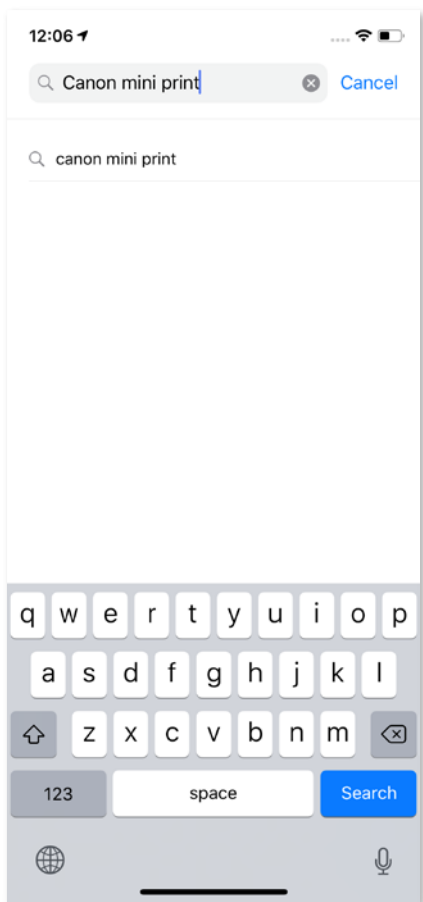 12:06
Canon mini print Cancel
canon mini print
q w e r t y u i o p
a s d f g h j k l
z x c v b n m
123 space Search